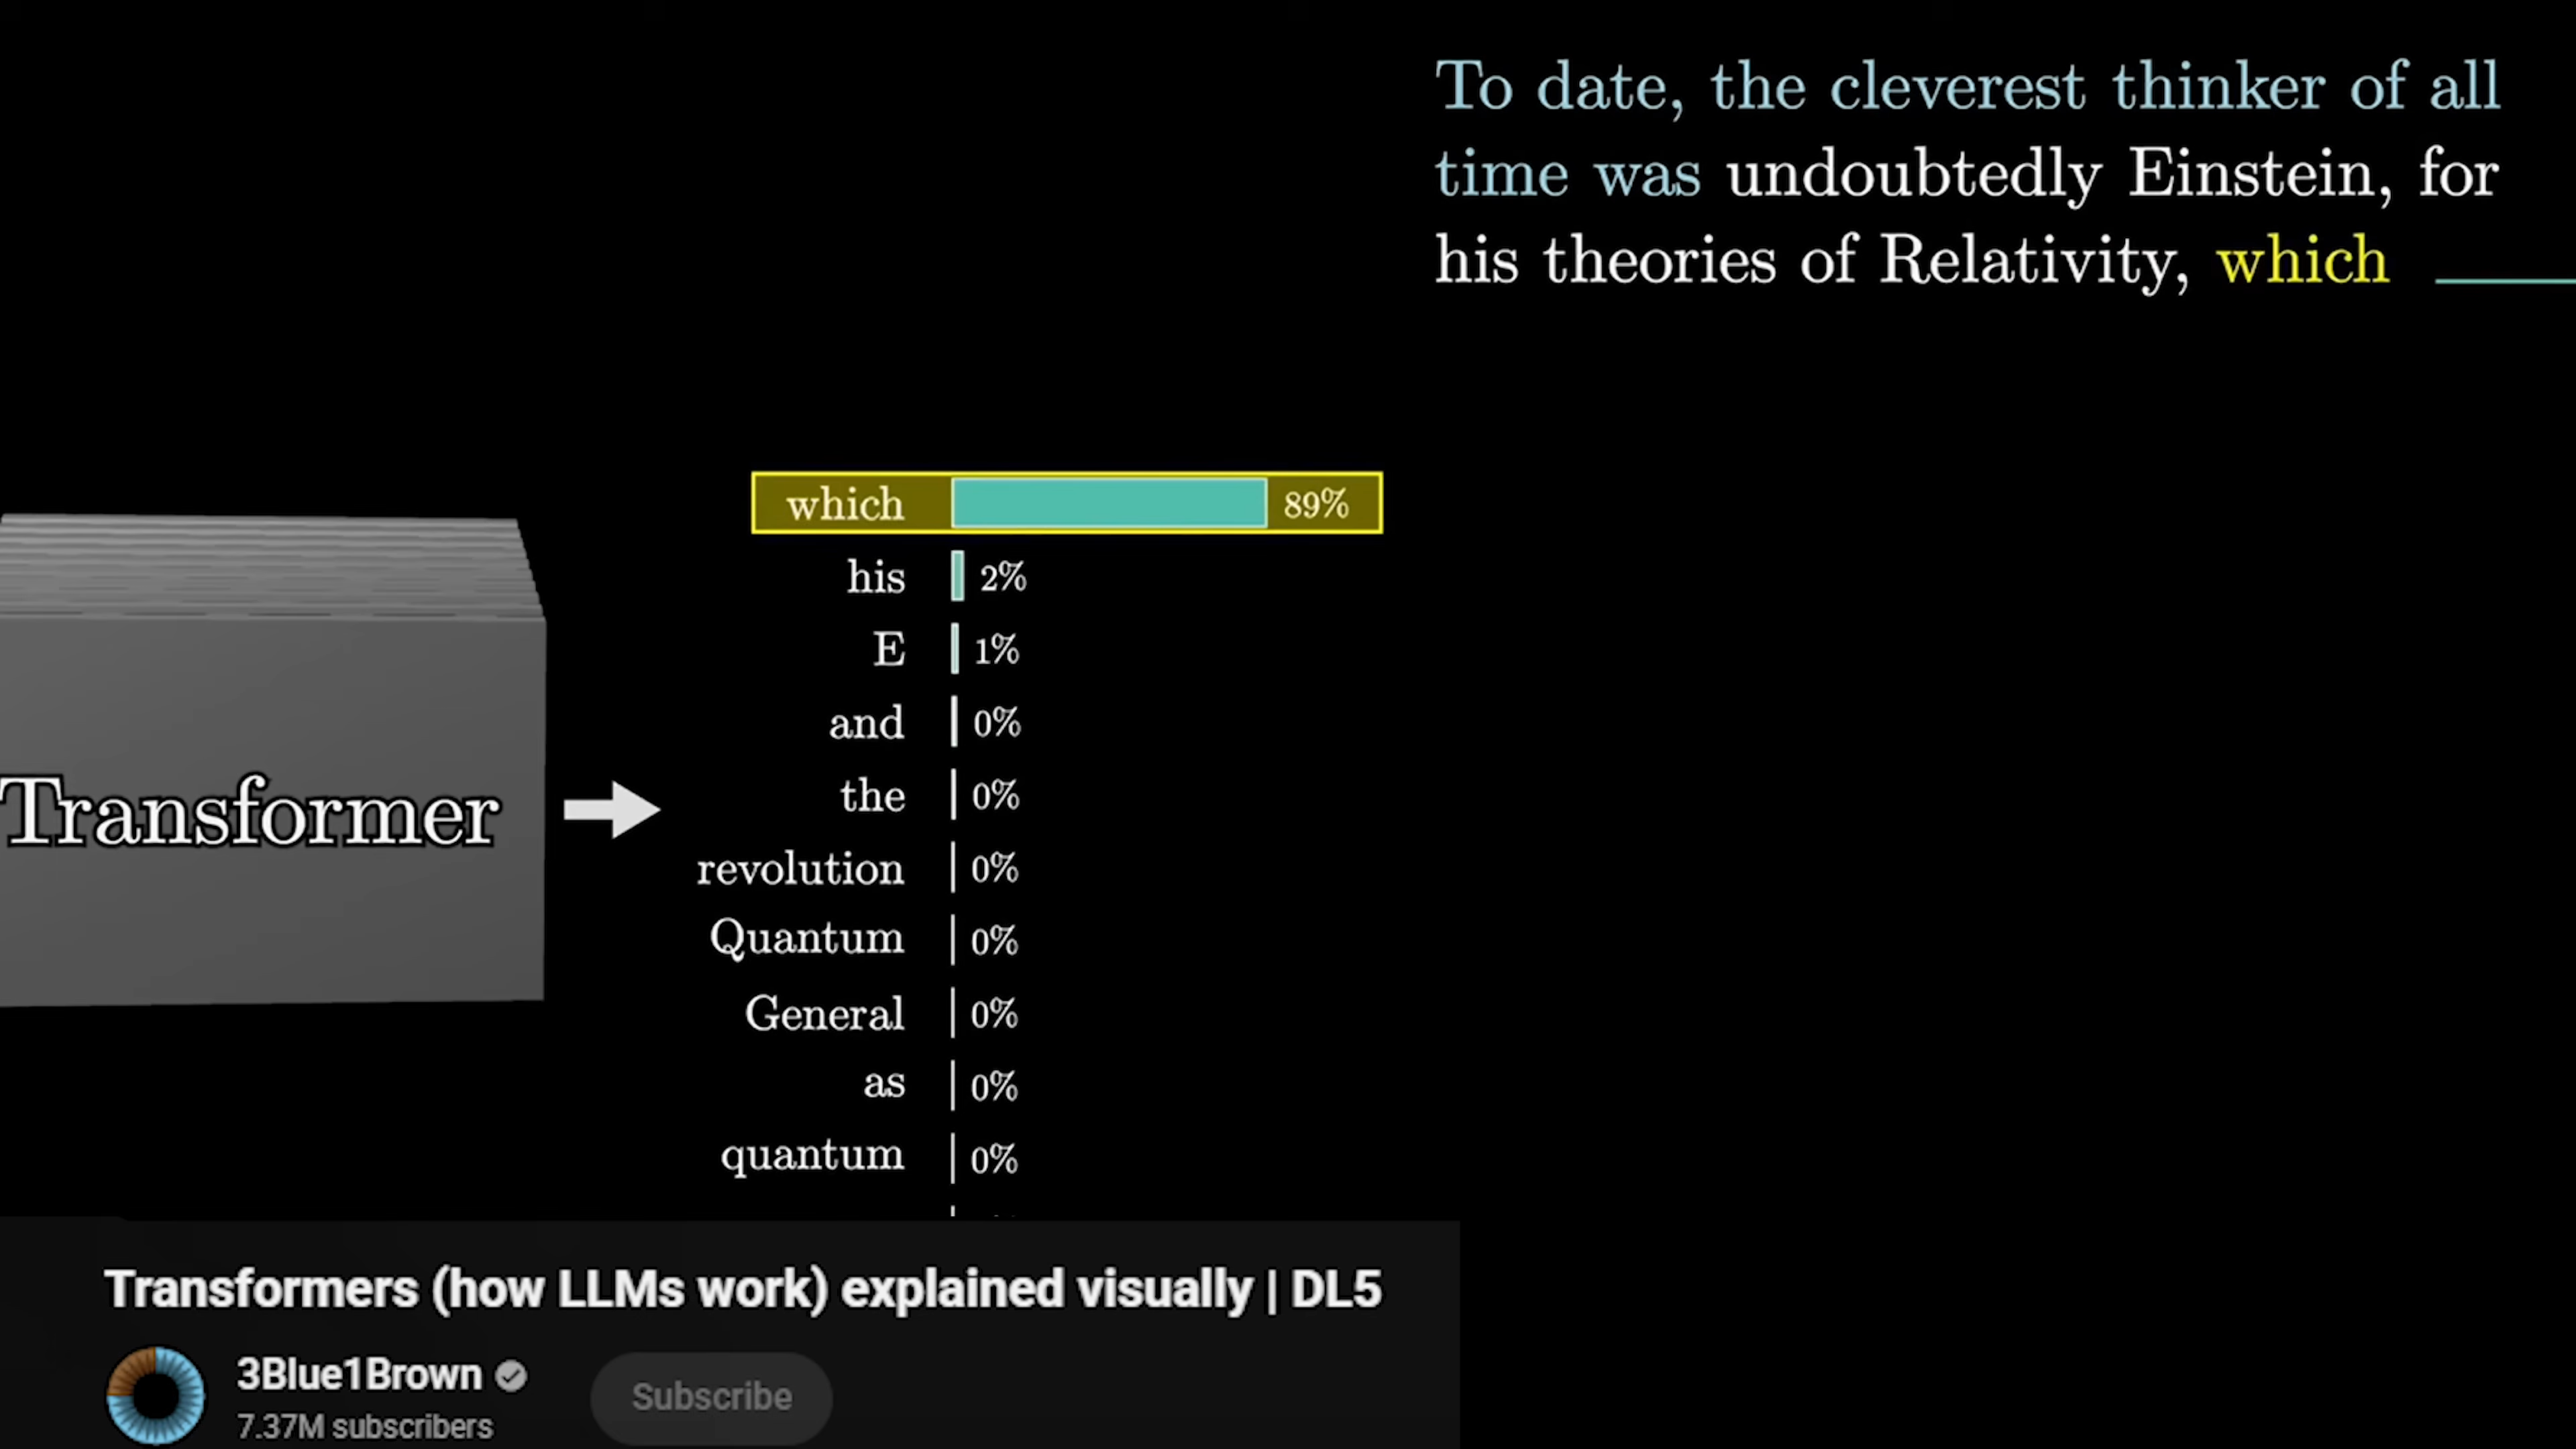 To date, the cleverest thinker of all
time was undoubtedly Einstein, for
his theories of Relativity, which
which 89%
his 2%
E 1%
and 0%
the 0%
revolution 0%
Quantum 0%
General 0%
as 0%
quantum 0%
Transformer
Transformers (how LLMs work) explained visually | DL5
3Blue1Brown
7.37M subscribers
Subscribe